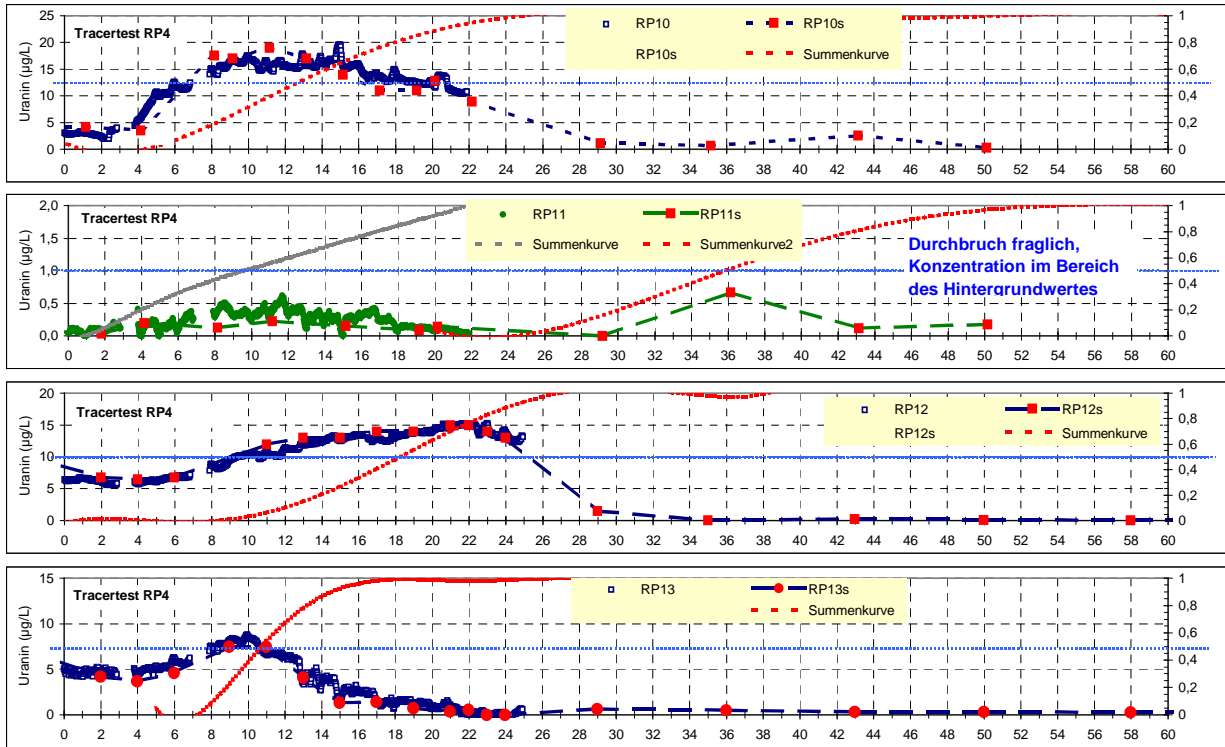 Tracertest RP4
RP10
RP10s
RP10s
Summenkurve
Uranin (µg/L)
25
20
15
10
5
0
1
0,8
0,6
0,4
0,2
0
0 2 4 6 8 10 12 14 16 18 20 22 24 26 28 30 32 34 36 38 40 42 44 46 48 50 52 54 56 58 60
Tracertest RP4
RP11
RP11s
Summenkurve
Summenkurve2
Durchbruch fraglich,
Konzentration im Bereich
des Hintergrundwertes
Uranin (µg/L)
2,0
1,5
1,0
0,5
0,0
1
0,8
0,6
0,4
0,2
0
0 2 4 6 8 10 12 14 16 18 20 22 24 26 28 30 32 34 36 38 40 42 44 46 48 50 52 54 56 58 60
Tracertest RP4
RP12
RP12s
RP12s
Summenkurve
Uranin (µg/L)
20
15
10
5
0
1
0,8
0,6
0,4
0,2
0
0 2 4 6 8 10 12 14 16 18 20 22 24 26 28 30 32 34 36 38 40 42 44 46 48 50 52 54 56 58 60
Tracertest RP4
RP13
RP13s
Summenkurve
Uranin (µg/L)
15
10
5
0
1
0,8
0,6
0,4
0,2
0
0 2 4 6 8 10 12 14 16 18 20 22 24 26 28 30 32 34 36 38 40 42 44 46 48 50 52 54 56 58 60